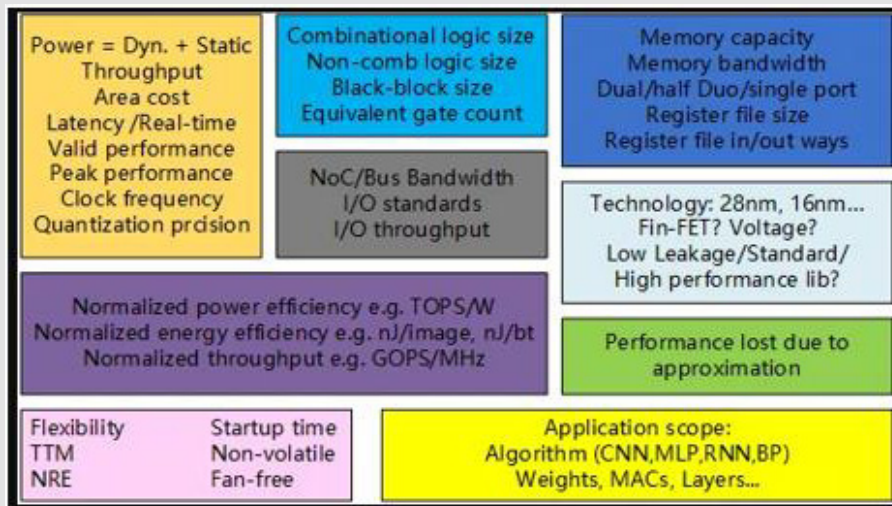 Power = Dyn. + Static
Throughput
Area cost
Latency /Real-time
Valid performance
Peak performance
Clock frequency
Quantization prcision
Combinational logic size
Non-comb logic size
Black-block size
Equivalent gate count
Memory capacity
Memory bandwidth
Dual/half Duo/single port
Register file size
Register file in/out ways
NoC/Bus Bandwidth
I/O standards
I/O throughput
Technology: 28nm, 16nm...
Fin-FET? Voltage?
Low Leakage/Standard/
High performance lib?
Normalized power efficiency e.g. TOPS/W
Normalized energy efficiency e.g. nJ/image, nJ/bt
Normalized throughput e.g. GOPS/MHz
Performance lost due to
approximation
Flexibility Startup time
TTM Non-volatile
NRE Fan-free
Application scope:
Algorithm (CNN,MLP,RNN,BP)
Weights, MACs, Layers...